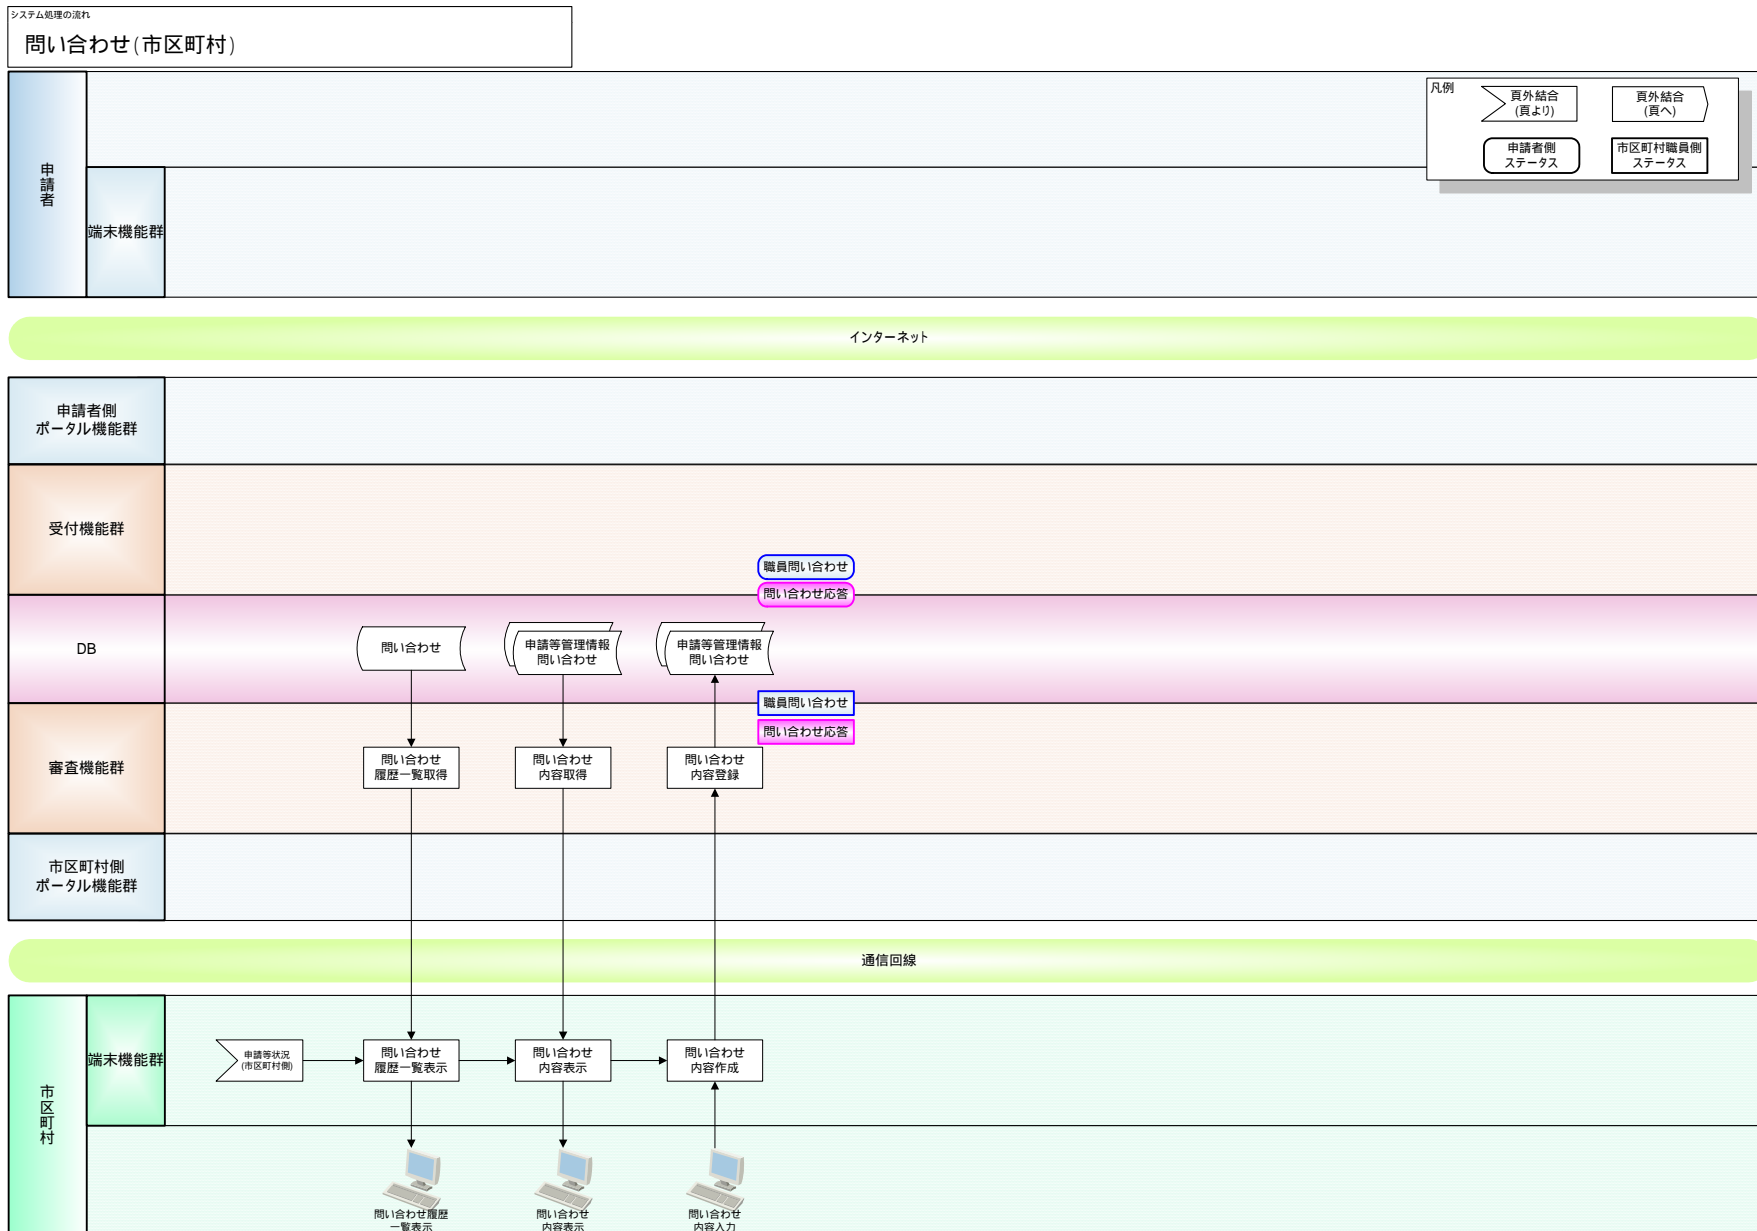 システム処理の流れ
問い合わせ(市区町村)
凡例
頁外結合
(頁より)
頁外結合
(頁へ)
申請者側
ステータス
市区町村職員側
ステータス
申請者
端末機能群
インターネット
申請者側
ポータル機能群
受付機能群
職員問い合わせ
問い合わせ応答
DB
問い合わせ
申請等管理情報
問い合わせ
申請等管理情報
問い合わせ
職員問い合わせ
問い合わせ応答
審査機能群
問い合わせ
履歴一覧取得
問い合わせ
内容取得
問い合わせ
内容登録
市区町村側
ポータル機能群
通信回線
市区町村
端末機能群
申請等状況
(市区町村側)
問い合わせ
履歴一覧表示
問い合わせ
内容表示
問い合わせ
内容作成
問い合わせ履歴
一覧表示
問い合わせ
内容表示
問い合わせ
内容入力